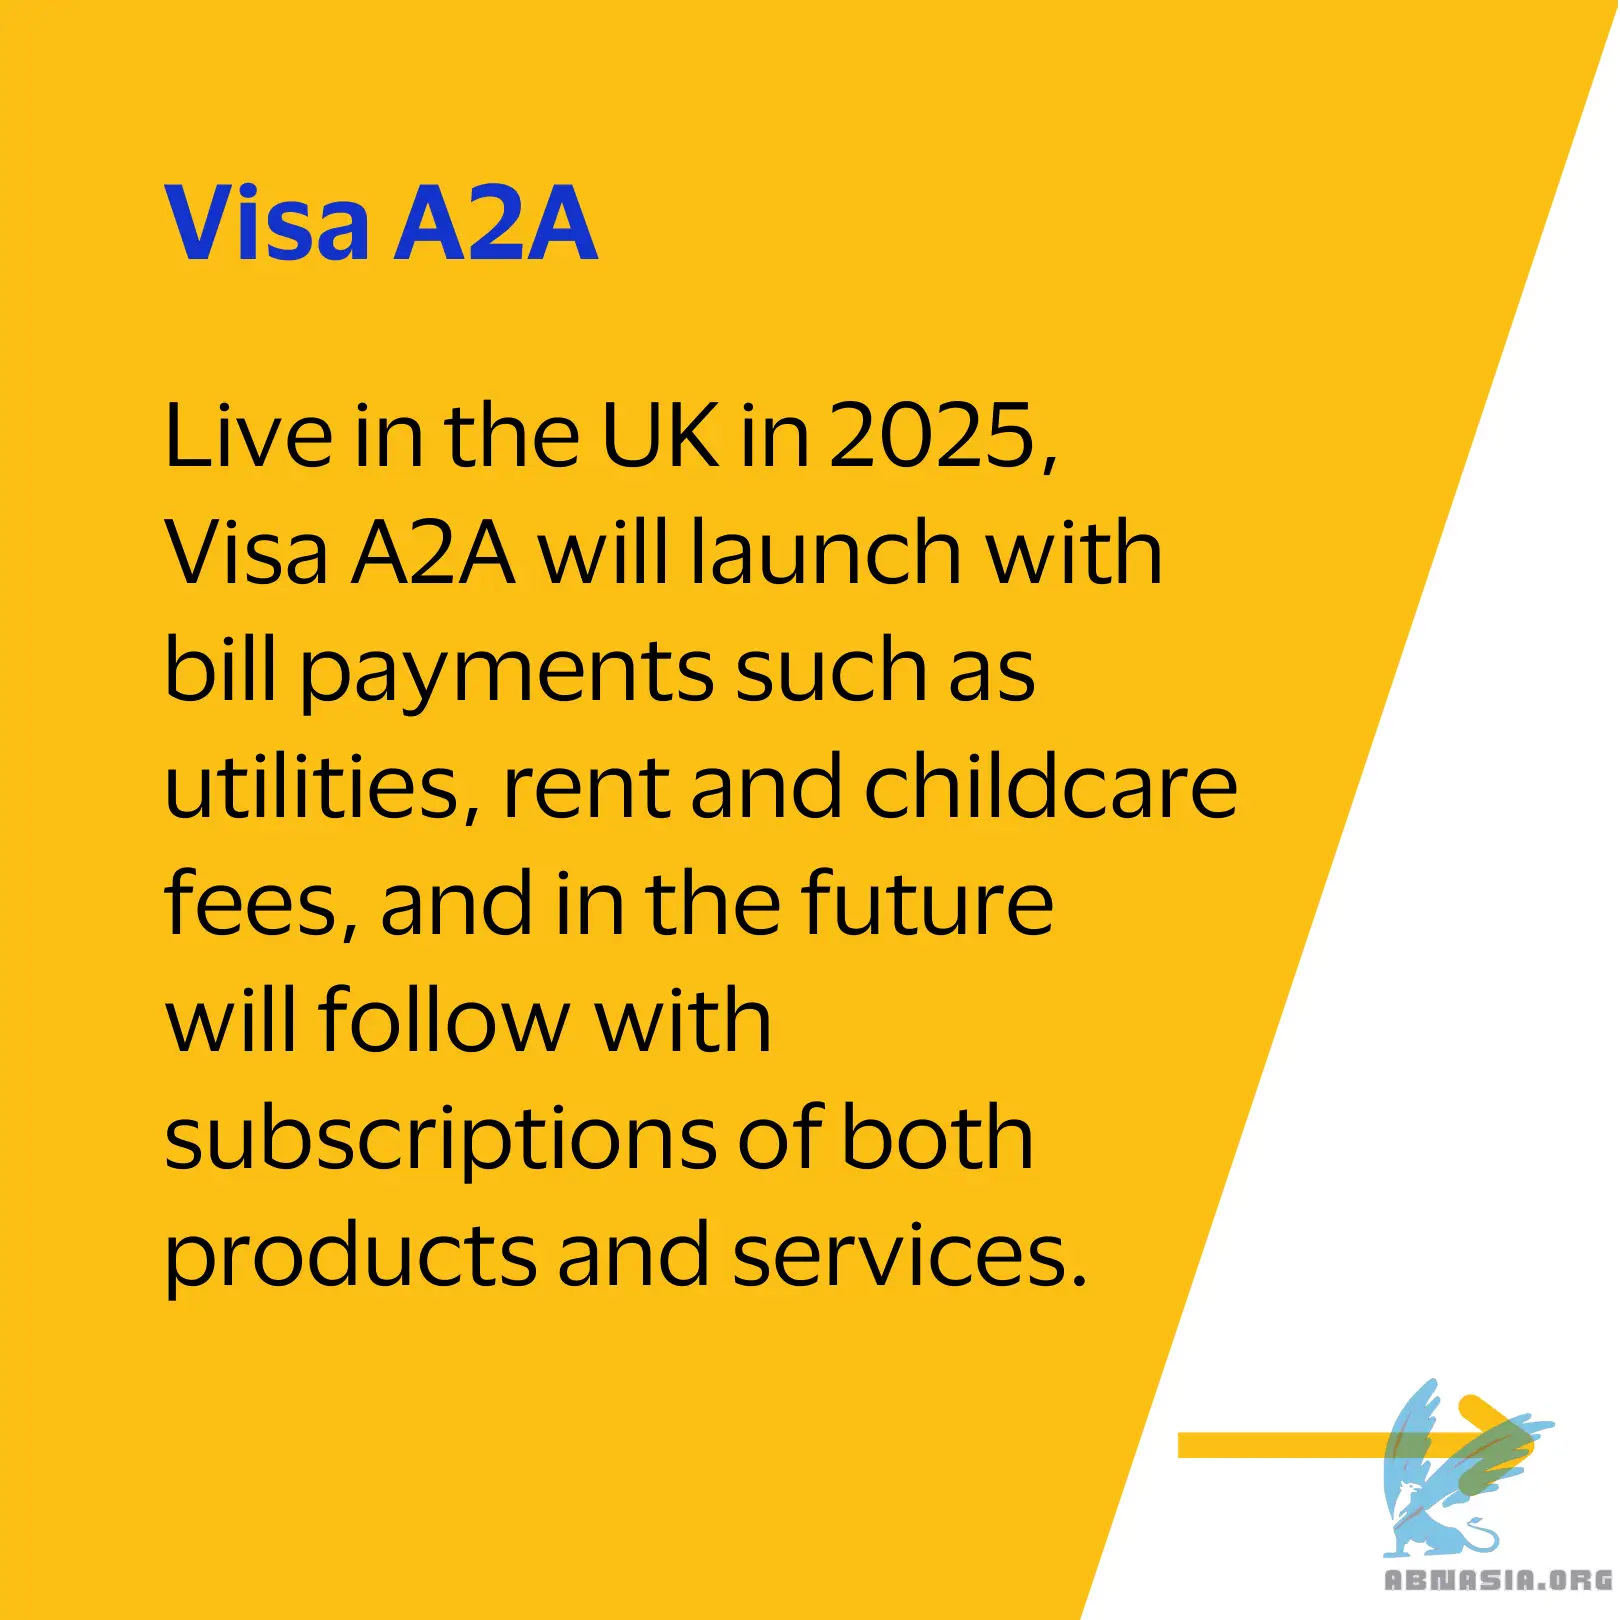 Visa A2A
Live in the UK in 2025,
Visa A2A will launch with
bill payments such as
utilities, rent and childcare
fees, and in the future
will follow with
subscriptions of both
products and services.
ABNASIA.ORG